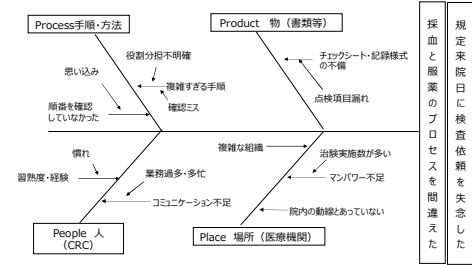 Process手順・方法
Product 物（書類等）
役割分担不明確
思い込み
複雑すぎる手順
確認ミス
順番を確認
していなかった
チェックシート・記録様式
の不備
点検項目漏れ
慣れ
習熟度・経験
業務過多・多忙
コミュニケーション不足
People 人
（CRC）
複雑な組織
治験実施数が多い
マンパワー不足
院内の動線とあっていない
Place 場所（医療機関）
採血と服薬のプロセスを間違えた
規定来院日に検査依頼を失念した